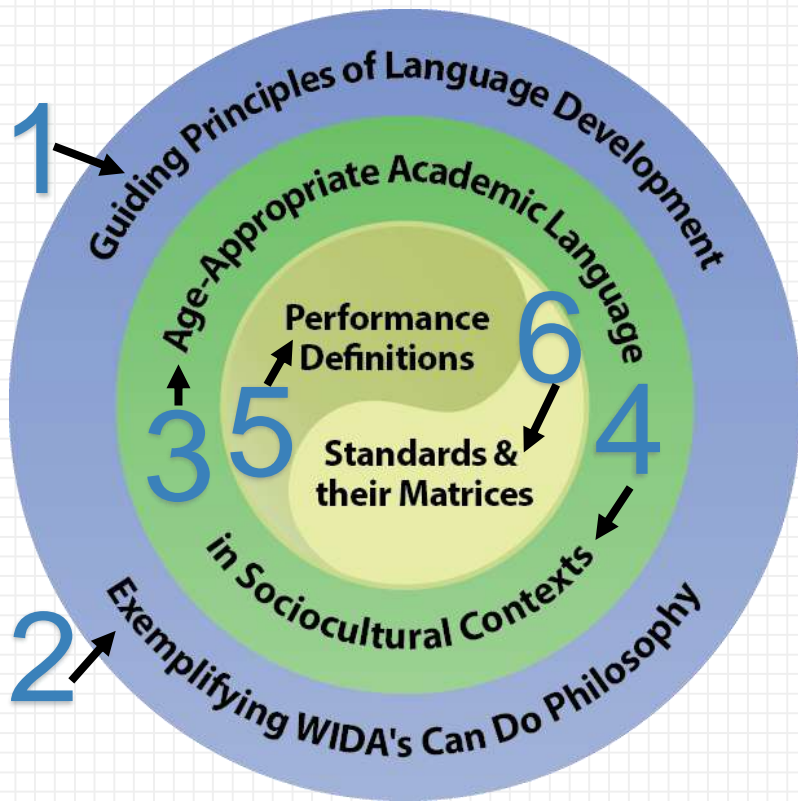 1
Guiding Principles of Language Development
Age-Appropriate Academic Language
6
Performance
Definitions
3
5
4
Standards &
their Matrices
in Sociocultural Contexts
2
Exemplifying WIDA's Can Do Philosophy